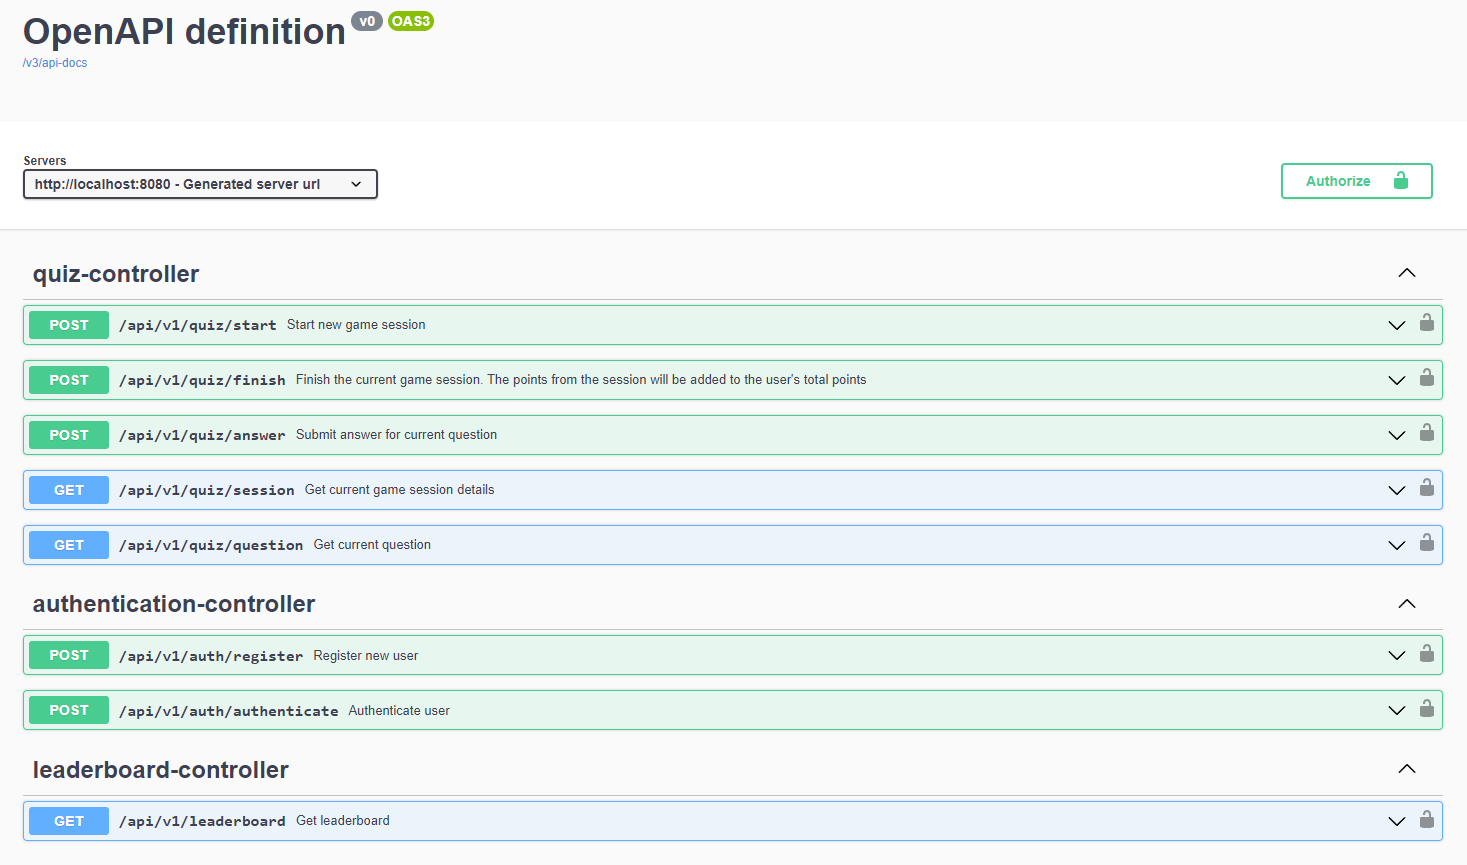 OpenAPI definition v0 OAS3
/v3/api-docs
Servers
http://localhost:8080 - Generated server url
Authorize
quiz-controller
POST /api/v1/quiz/start Start new game session
POST /api/v1/quiz/finish Finish the current game session. The points from the session will be added to the user's total points
POST /api/v1/quiz/answer Submit answer for current question
GET /api/v1/quiz/session Get current game session details
GET /api/v1/quiz/question Get current question
authentication-controller
POST /api/v1/auth/register Register new user
POST /api/v1/auth/authenticate Authenticate user
leaderboard-controller
GET /api/v1/leaderboard Get leaderboard